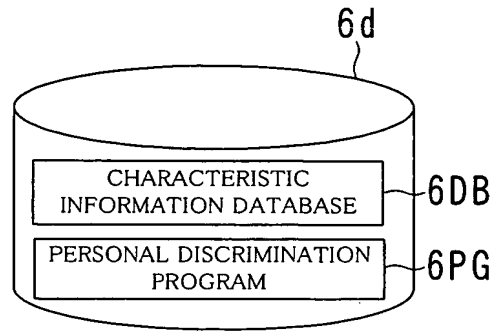 6d
CHARACTERISTIC
INFORMATION DATABASE
6DB
PERSONAL DISCRIMINATION
PROGRAM
6PG